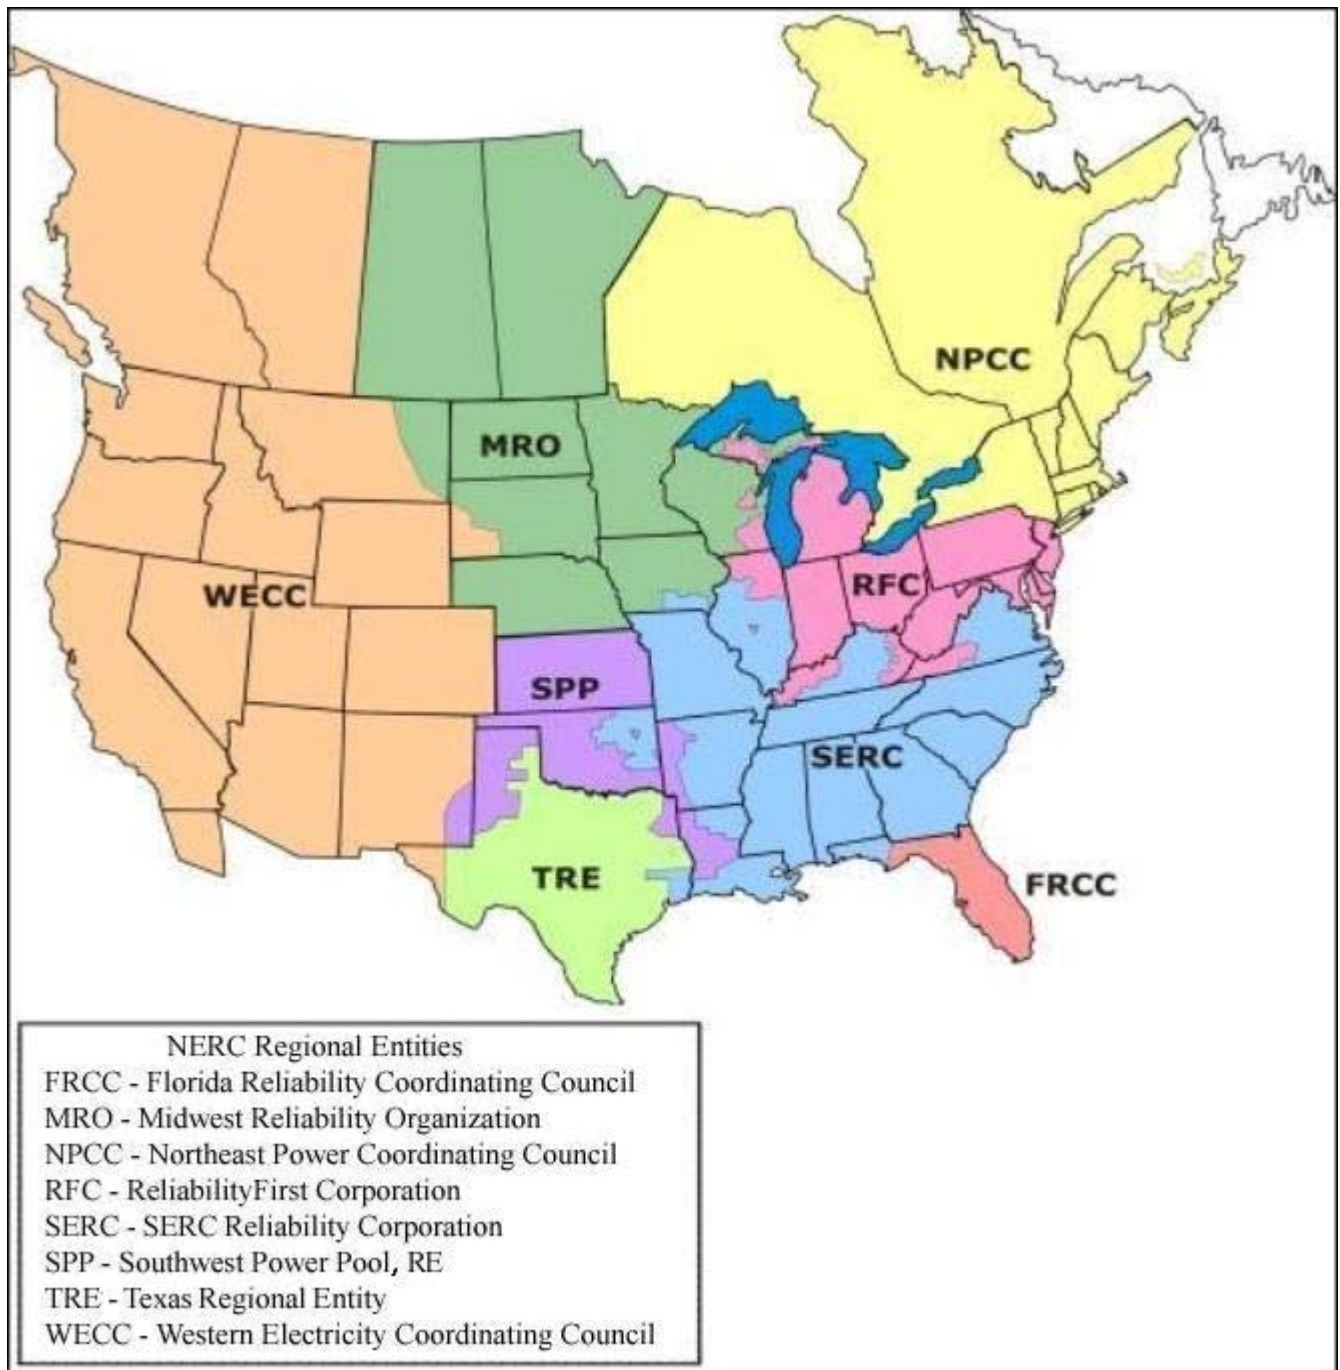 NPCC
MRO
RFC
WECC
SPP
SERC
TRE
FRCC
NERC Regional Entities
FRCC - Florida Reliability Coordinating Council
MRO - Midwest Reliability Organization
NPCC - Northeast Power Coordinating Council
RFC - ReliabilityFirst Corporation
SERC - SERC Reliability Corporation
SPP - Southwest Power Pool, RE
TRE - Texas Regional Entity
WECC - Western Electricity Coordinating Council